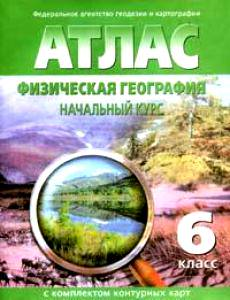 Федеральное агентство геодезии и картографии
АТЛАС
ФИЗИЧЕСКАЯ ГЕОГРАФИЯ
НАЧАЛЬНЫЙ КУРС
6
класс
с комплектом контурных карт